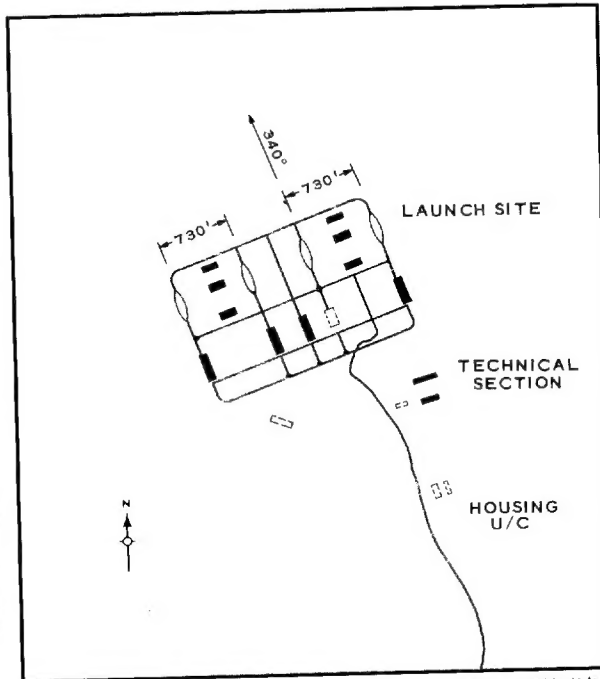 340°
730'
730'
LAUNCH SITE
TECHNICAL
SECTION
HOUSING
U/C
N